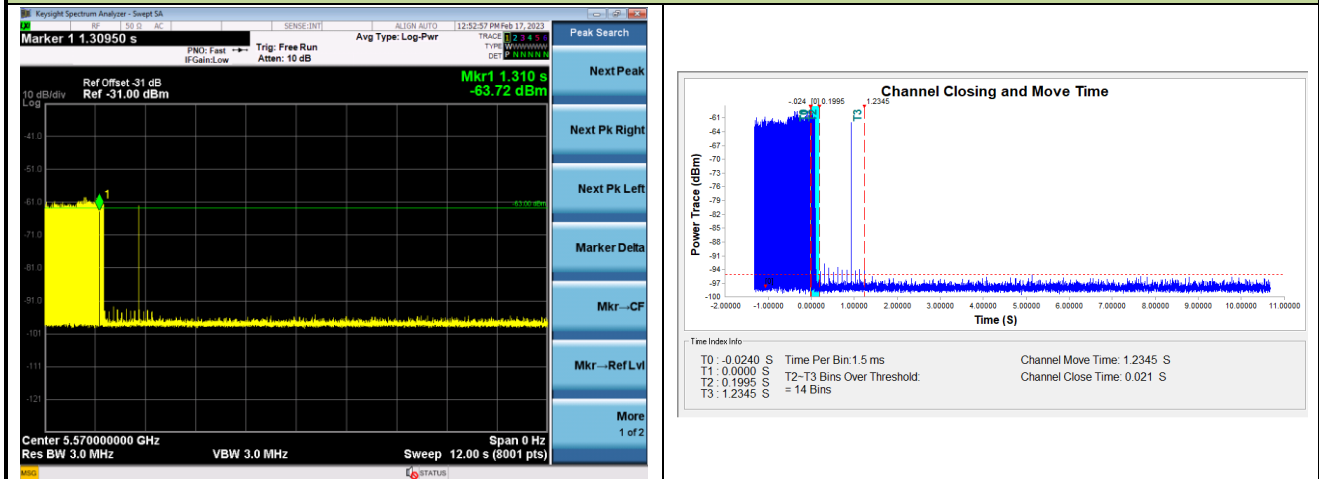 Keysight Spectrum Analyzer - Swept SA
RF 50 Ω AC SENSE:INT ALIGN AUTO 12:52:57 PM Feb 17, 2023
Marker 1 1.30950 s
PNO: Fast
IFGain:Low
Trig: Free Run
Atten: 10 dB
Avg Type: Log-Pwr
TRACE 1 2 3 4 5 6
TYPE WWWWWW
DET P N N N N N
Peak Search
Ref Offset -31 dB
Ref -31.00 dBm
10 dB/div
Log
Mkr1 1.310 s
-63.72 dBm
Next Peak
Next Pk Right
Next Pk Left
Marker Delta
Mkr→CF
Mkr→Ref Lvl
More
1 of 2
-41.0
-51.0
-61.0
-71.0
-81.0
-91.0
-101
-111
-121
1
-63.00 dBm
Center 5.570000000 GHz
Span 0 Hz
Res BW 3.0 MHz
VBW 3.0 MHz
Sweep 12.00 s (8001 pts)
MSG
STATUS
Channel Closing and Move Time
-.024 [0] 0.1995 1.2345
T3
Power Trace (dBm)
-61
-64
-67
-70
-73
-76
-79
-82
-85
-88
-91
-94
-97
-100
-2.00000 -1.00000 0.00000 1.00000 2.00000 3.00000 4.00000 5.00000 6.00000 7.00000 8.00000 9.00000 10.00000 11.00000
Time (S)
Time Index Info
T0 : -0.0240 S
T1 : 0.0000 S
T2 : 0.1995 S
T3 : 1.2345 S
Time Per Bin:1.5 ms
T2~T3 Bins Over Threshold:
= 14 Bins
Channel Move Time: 1.2345 S
Channel Close Time: 0.021 S